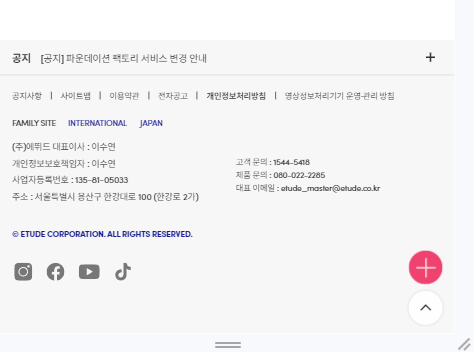 공지 [공지] 파운데이션 팩토리 서비스 변경 안내
공지사항 | 사이트맵 | 이용약관 | 전자공고 | 개인정보처리방침 | 영상정보처리기기 운영·관리 방침
FAMILY SITE INTERNATIONAL JAPAN
(주)에뛰드 대표이사 : 이수연
개인정보보호책임자 : 이수연
사업자등록번호 : 135-81-05033
주소 : 서울특별시 용산구 한강대로 100 (한강로 2가)
고객 문의 : 1544-5418
제품 문의 : 080-022-2285
대표 이메일 : etude_master@etude.co.kr
© ETUDE CORPORATION. ALL RIGHTS RESERVED.